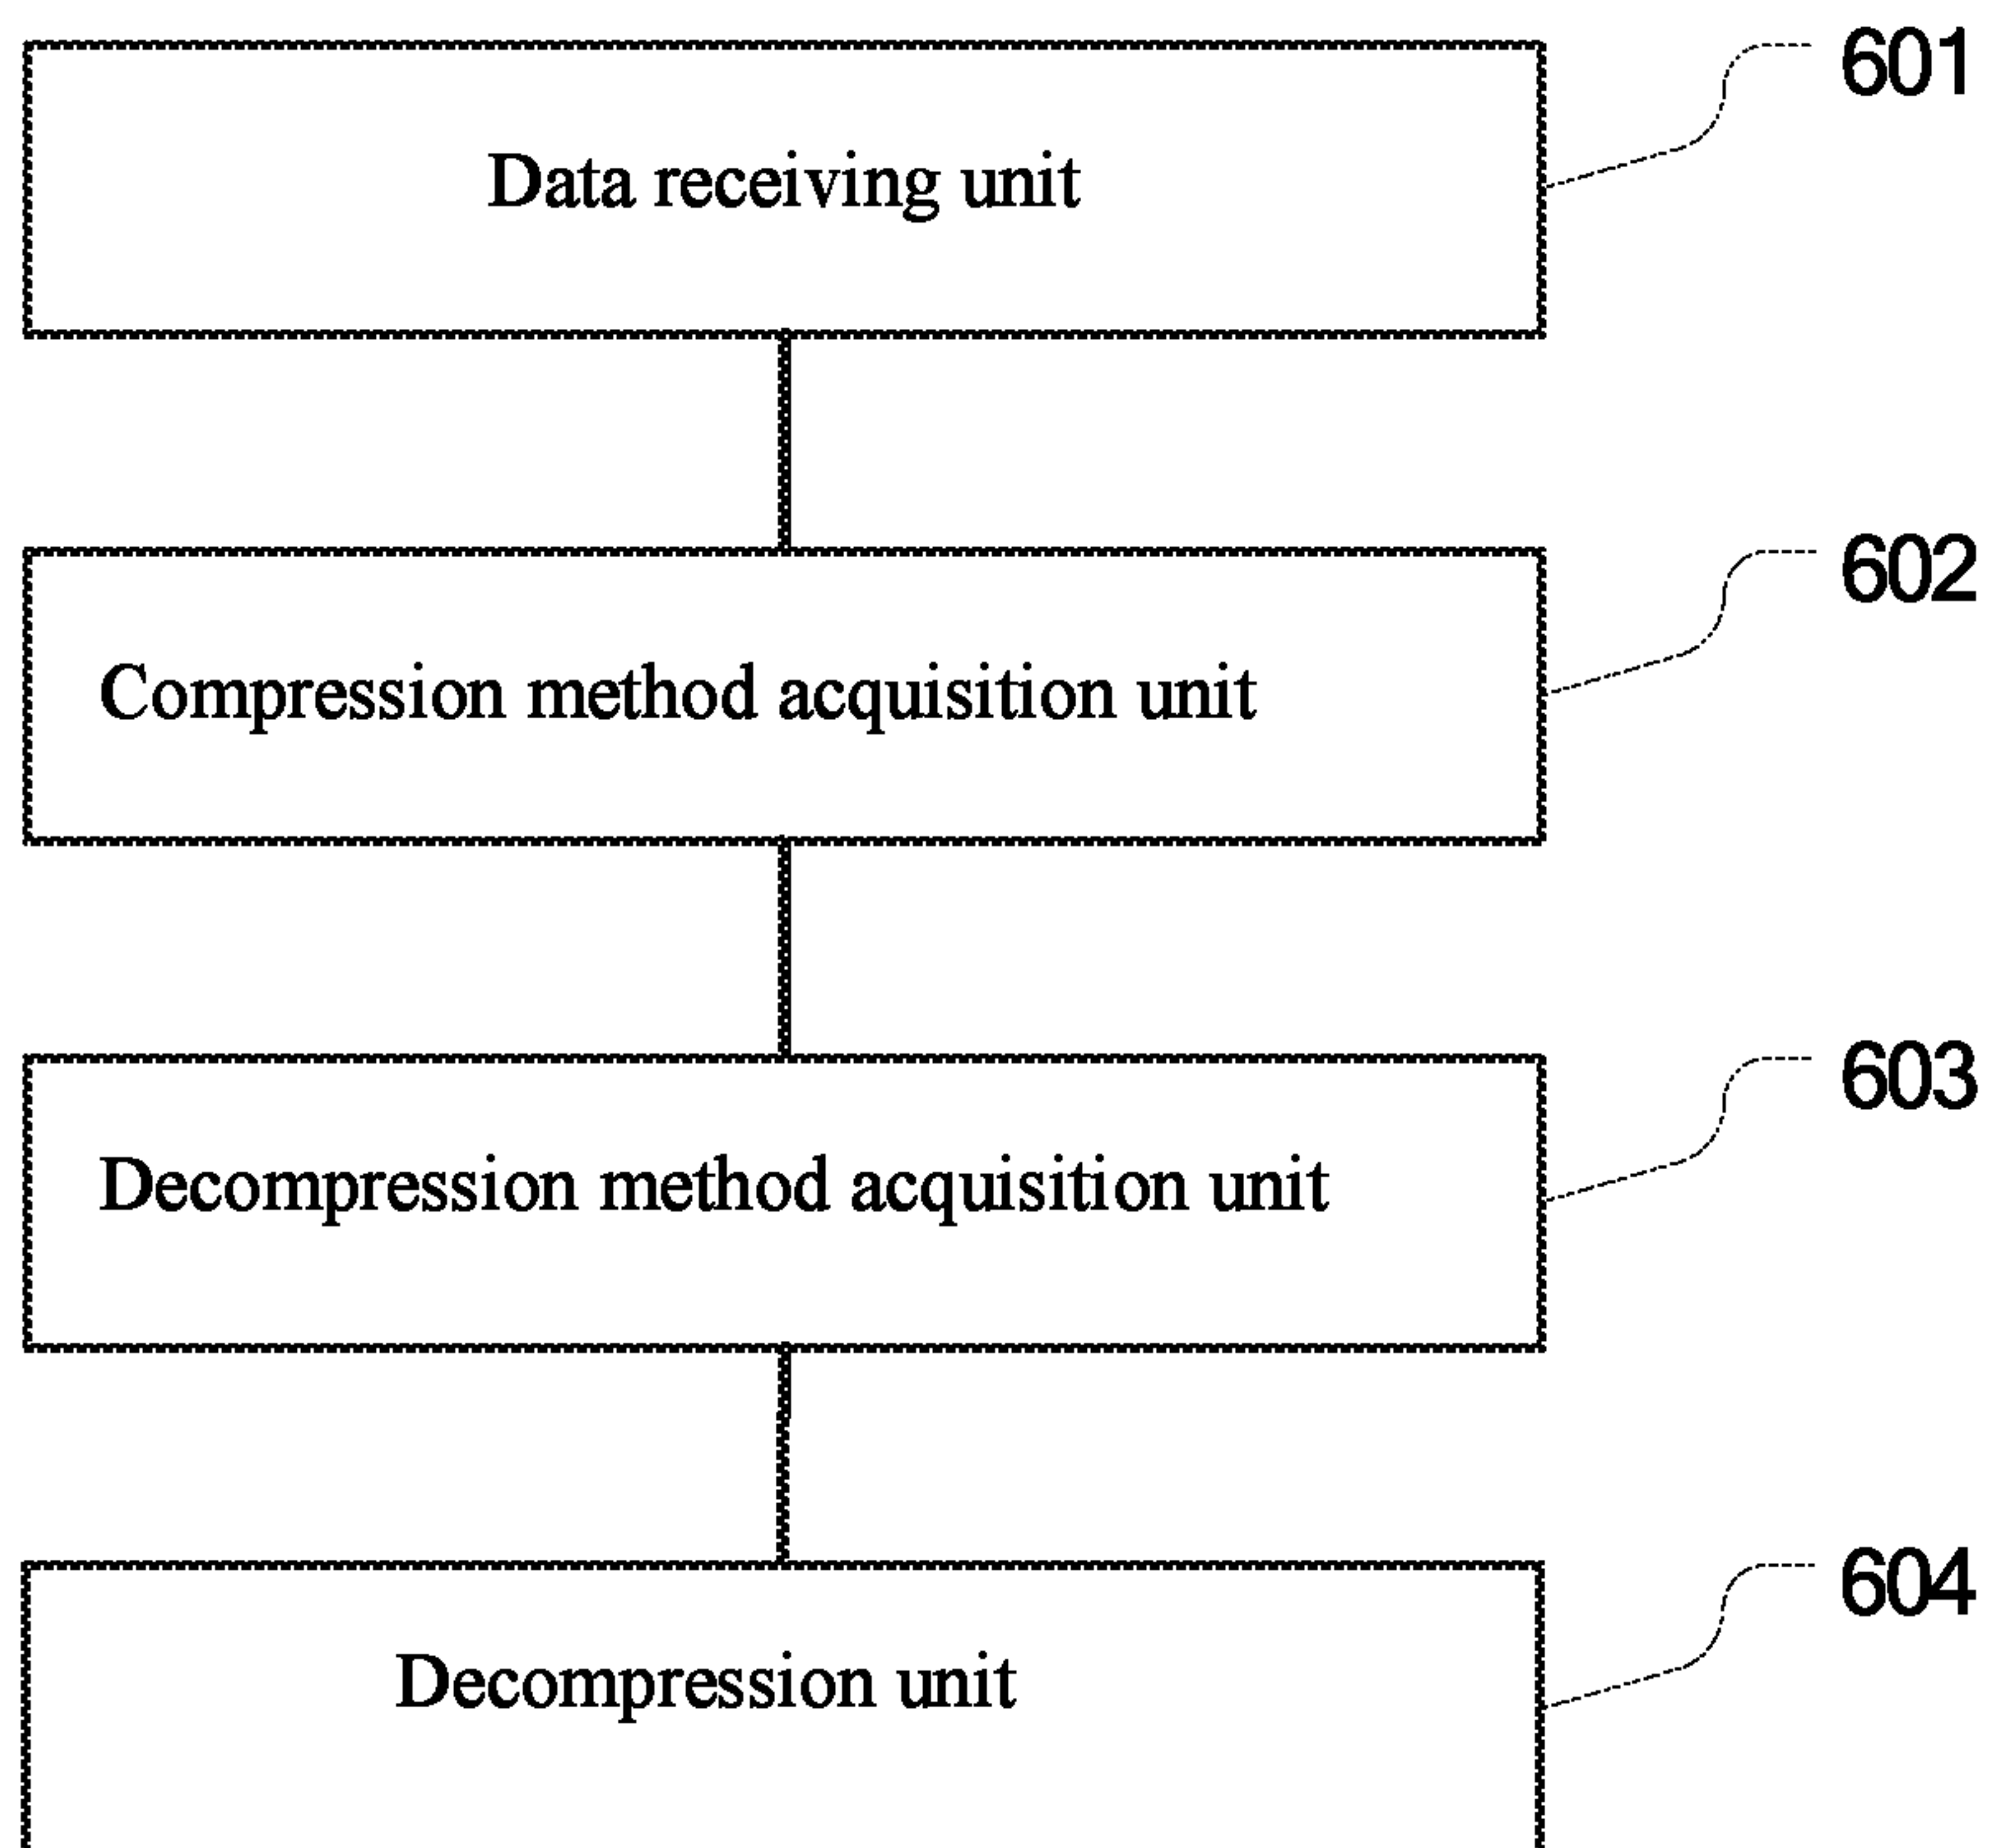 601
Data receiving unit
602
Compression method acquisition unit
603
Decompression method acquisition unit
604
Decompression unit